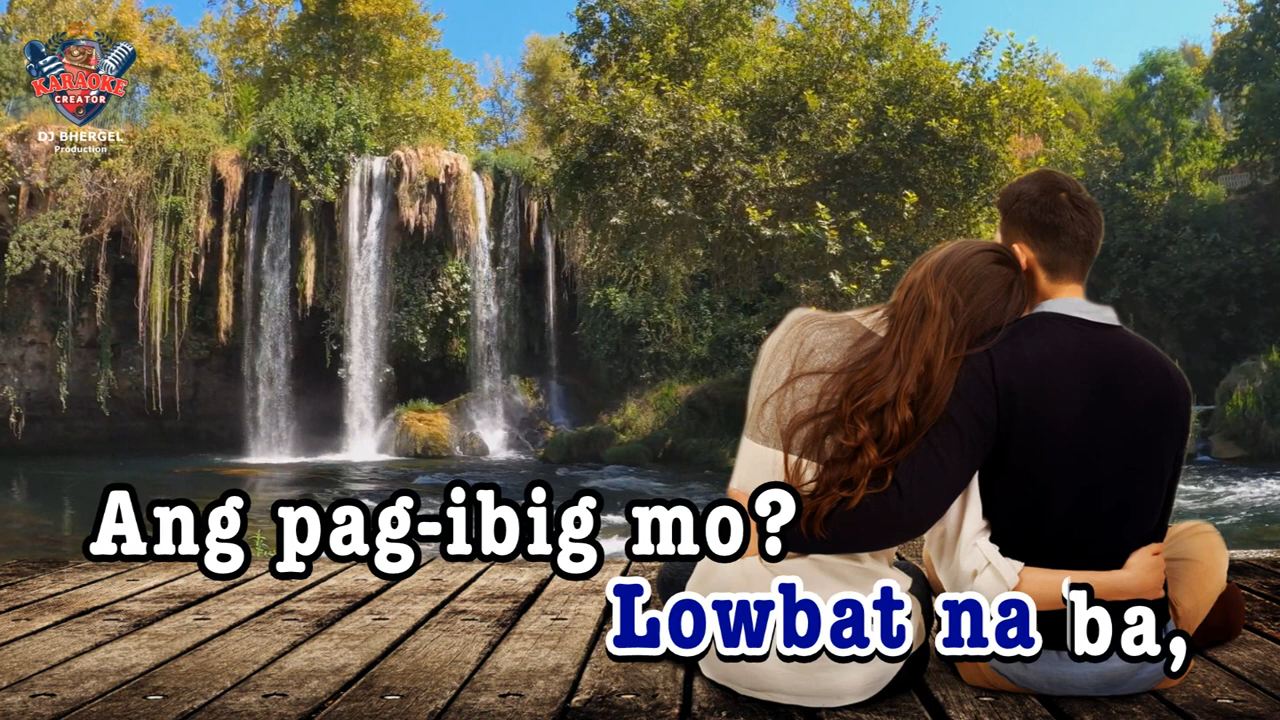 KARAOKE
CREATOR
DJ BHERGEL
Production
Ang pag-ibig mo?
Lowbat na ba,